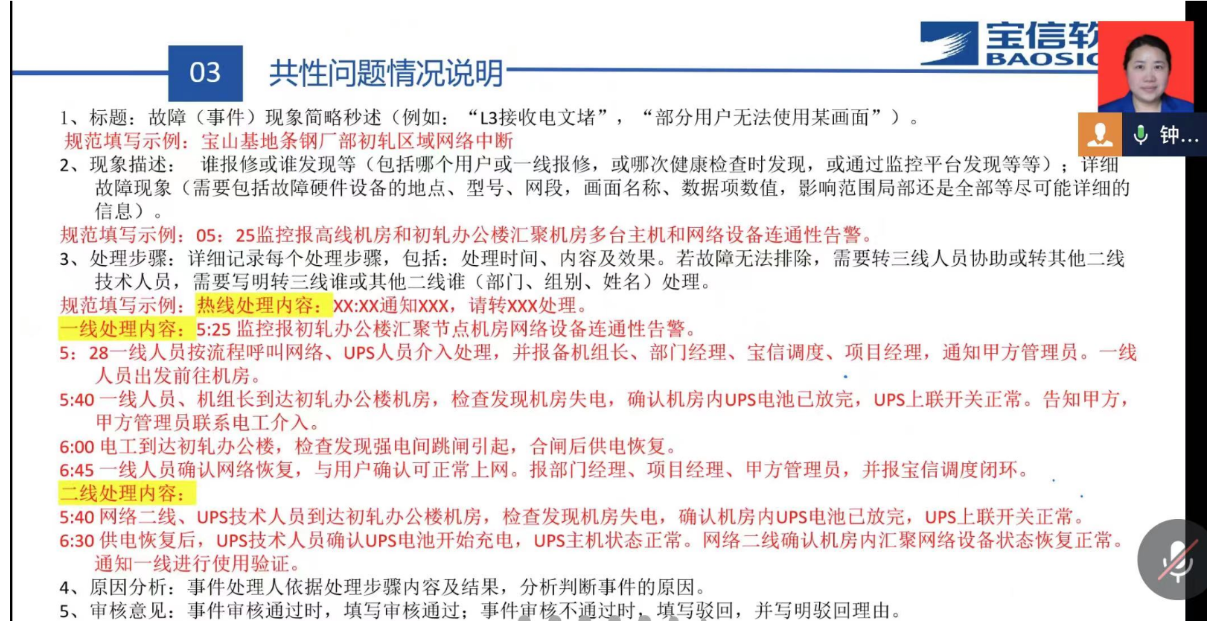 03
共性问题情况说明
宝信软
BAOSIC
钟...
1、标题：故障（事件）现象简略秒述（例如：“L3接收电文堵”，“部分用户无法使用某画面”）。
规范填写示例：宝山基地条钢厂部初轧区域网络中断
2、现象描述： 谁报修或谁发现等（包括哪个用户或一线报修，或哪次健康检查时发现，或通过监控平台发现等等）；详细
故障现象（需要包括故障硬件设备的地点、型号、网段，画面名称、数据项数值，影响范围局部还是全部等尽可能详细的
信息）。
规范填写示例：05：25监控报高线机房和初轧办公楼汇聚机房多台主机和网络设备连通性告警。
3、处理步骤：详细记录每个处理步骤，包括：处理时间、内容及效果。若故障无法排除，需要转三线人员协助或转其他二线
技术人员，需要写明转三线谁或其他二线谁（部门、组别、姓名）处理。
规范填写示例：热线处理内容：XX:XX通知XXX，请转XXX处理。
一线处理内容：5:25 监控报初轧办公楼汇聚节点机房网络设备连通性告警。
5：28一线人员按流程呼叫网络、UPS人员介入处理，并报备机组长、部门经理、宝信调度、项目经理，通知甲方管理员。一线
人员出发前往机房。
5:40 一线人员、机组长到达初轧办公楼机房，检查发现机房失电，确认机房内UPS电池已放完，UPS上联开关正常。告知甲方，
甲方管理员联系电工介入。
6:00 电工到达初轧办公楼，检查发现强电间跳闸引起，合闸后供电恢复。
6:45 一线人员确认网络恢复，与用户确认可正常上网。报部门经理、项目经理、甲方管理员，并报宝信调度闭环。
二线处理内容：
5:40 网络二线、UPS技术人员到达初轧办公楼机房，检查发现机房失电，确认机房内UPS电池已放完，UPS上联开关正常。
6:30 供电恢复后，UPS技术人员确认UPS电池开始充电，UPS主机状态正常。网络二线确认机房内汇聚网络设备状态恢复正常。
通知一线进行使用验证。
4、原因分析：事件处理人依据处理步骤内容及结果，分析判断事件的原因。
5、审核意见：事件审核通过时，填写审核通过；事件审核不通过时，填写驳回，并写明驳回理由。